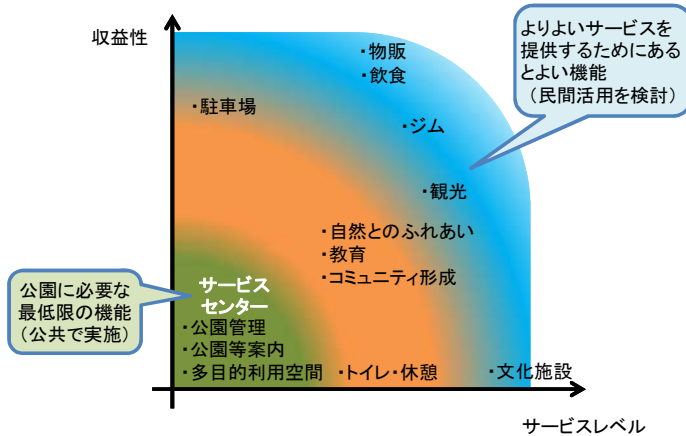 収益性
・物販
・飲食
よりよいサービスを
提供するためにある
とよい機能
(民間活用を検討)
・駐車場
・ジム
・観光
・自然とのふれあい
・教育
・コミュニティ形成
公園に必要な
最低限の機能
(公共で実施)
サービス
センター
・公園管理
・公園等案内
・多目的利用空間
・トイレ・休憩
・文化施設
サービスレベル